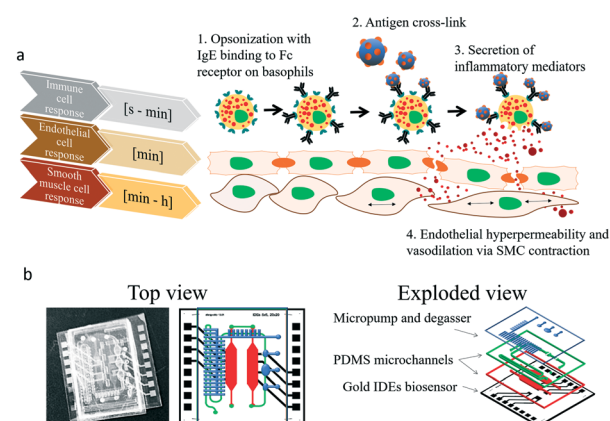 a
1. Opsonization with
IgE binding to Fc
receptor on basophils
2. Antigen cross-link
3. Secretion of
inflammatory mediators
Immune
cell
response
[s - min]
Endothelial
cell
response
[min]
Smooth
muscle cell
response
[min - h]
4. Endothelial hyperpermeability and
vasodilation via SMC contraction
b
Top view
Exploded view
Micropump and degasser
PDMS microchannels
Gold IDEs biosensor